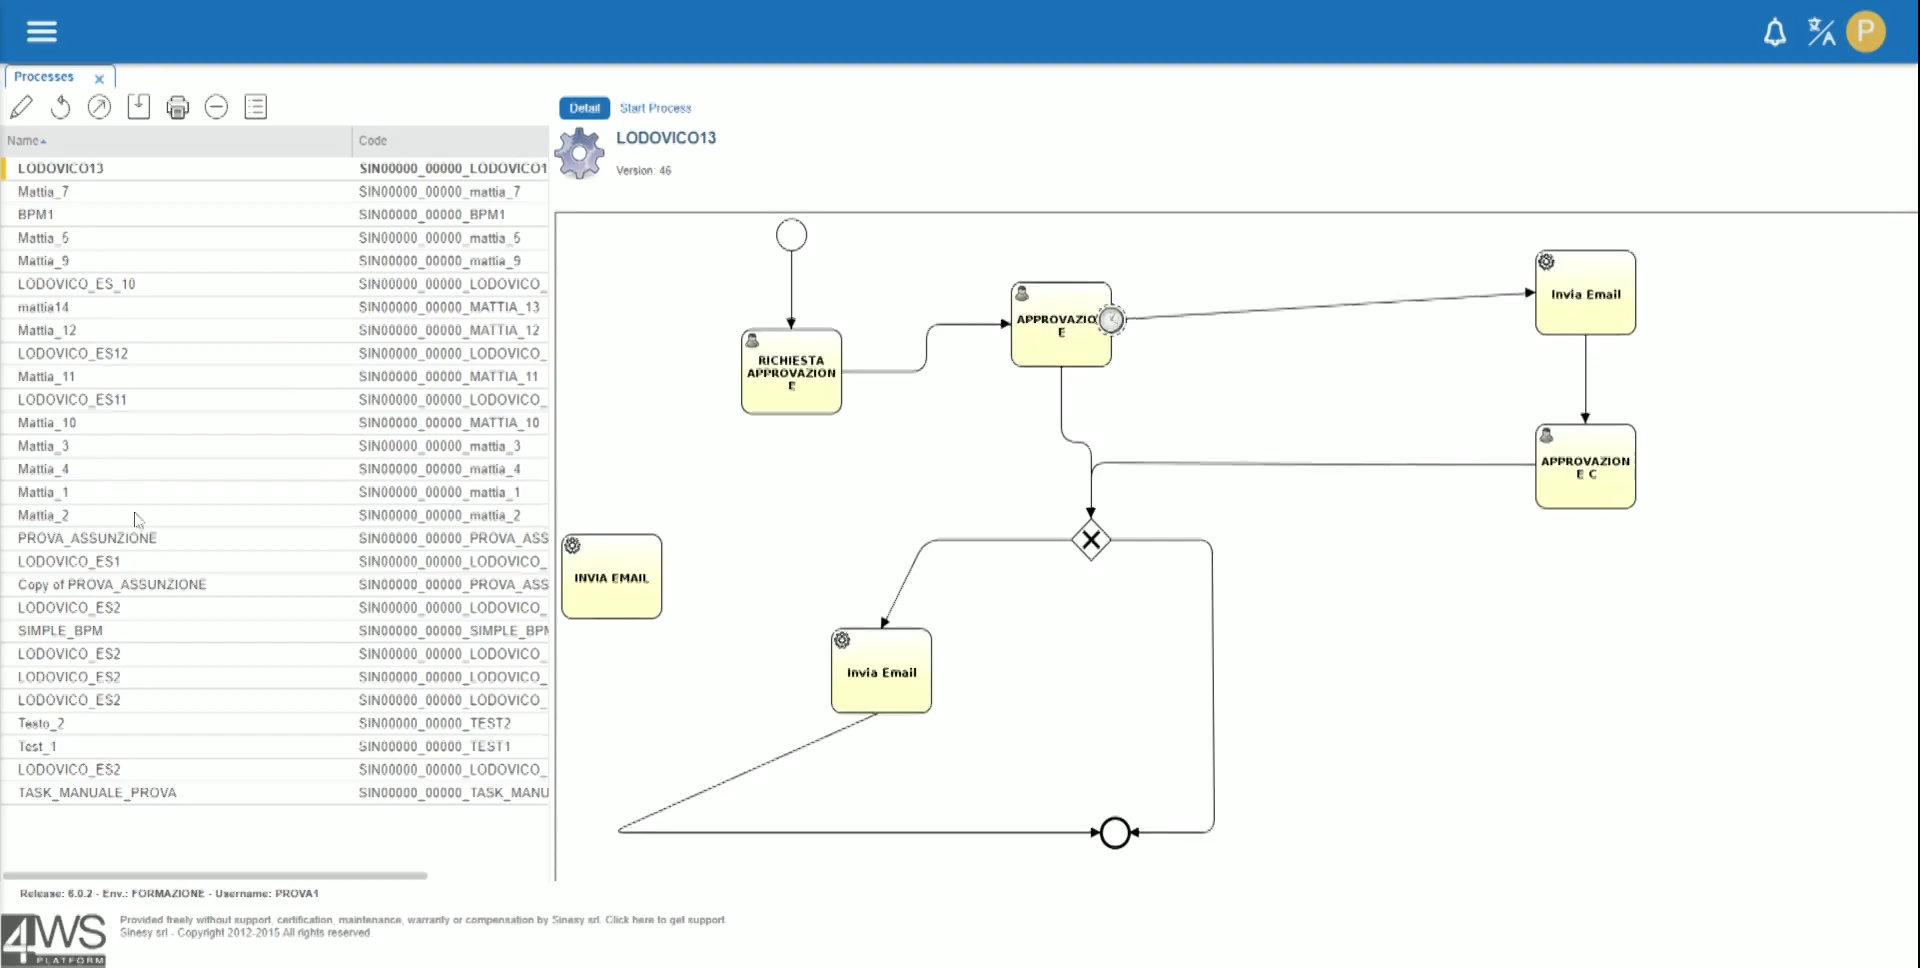 P
Processes x
Name Code
LODOVICO13 SIN00000_00000_LODOVICO1
Mattia_7 SIN00000_00000_mattia_7
BPM1 SIN00000_00000_BPM1
Mattia_5 SIN00000_00000_mattia_5
Mattia_9 SIN00000_00000_mattia_9
LODOVICO_ES_10 SIN00000_00000_LODOVICO_
mattia14 SIN00000_00000_MATTIA_13
Mattia_12 SIN00000_00000_MATTIA_12
LODOVICO_ES12 SIN00000_00000_LODOVICO_
Mattia_11 SIN00000_00000_MATTIA_11
LODOVICO_ES11 SIN00000_00000_LODOVICO_
Mattia_10 SIN00000_00000_MATTIA_10
Mattia_3 SIN00000_00000_mattia_3
Mattia_4 SIN00000_00000_mattia_4
Mattia_1 SIN00000_00000_mattia_1
Mattia_2 SIN00000_00000_mattia_2
PROVA_ASSUNZIONE SIN00000_00000_PROVA_ASS
LODOVICO_ES1 SIN00000_00000_LODOVICO_
Copy of PROVA_ASSUNZIONE SIN00000_00000_PROVA_ASS
LODOVICO_ES2 SIN00000_00000_LODOVICO_
SIMPLE_BPM SIN00000_00000_SIMPLE_BPM
LODOVICO_ES2 SIN00000_00000_LODOVICO_
LODOVICO_ES2 SIN00000_00000_LODOVICO_
LODOVICO_ES2 SIN00000_00000_LODOVICO_
Testo_2 SIN00000_00000_TEST2
Test_1 SIN00000_00000_TEST1
LODOVICO_ES2 SIN00000_00000_LODOVICO_
TASK_MANUALE_PROVA SIN00000_00000_TASK_MANU
Detail Start Process
LODOVICO13
Version: 46
RICHIESTA
APPROVAZION
E
APPROVAZIO
E
Invia Email
APPROVAZION
E C
INVIA EMAIL
Invia Email
Release: 6.0.2 - Env.: FORMAZIONE - Username: PROVA1
4WS
PLATFORM
Provided freely without support, certification, maintenance, warranty or compensation by Sinesy srl. Click here to get support.
Sinesy srl - Copyright 2012-2015 All rights reserved.